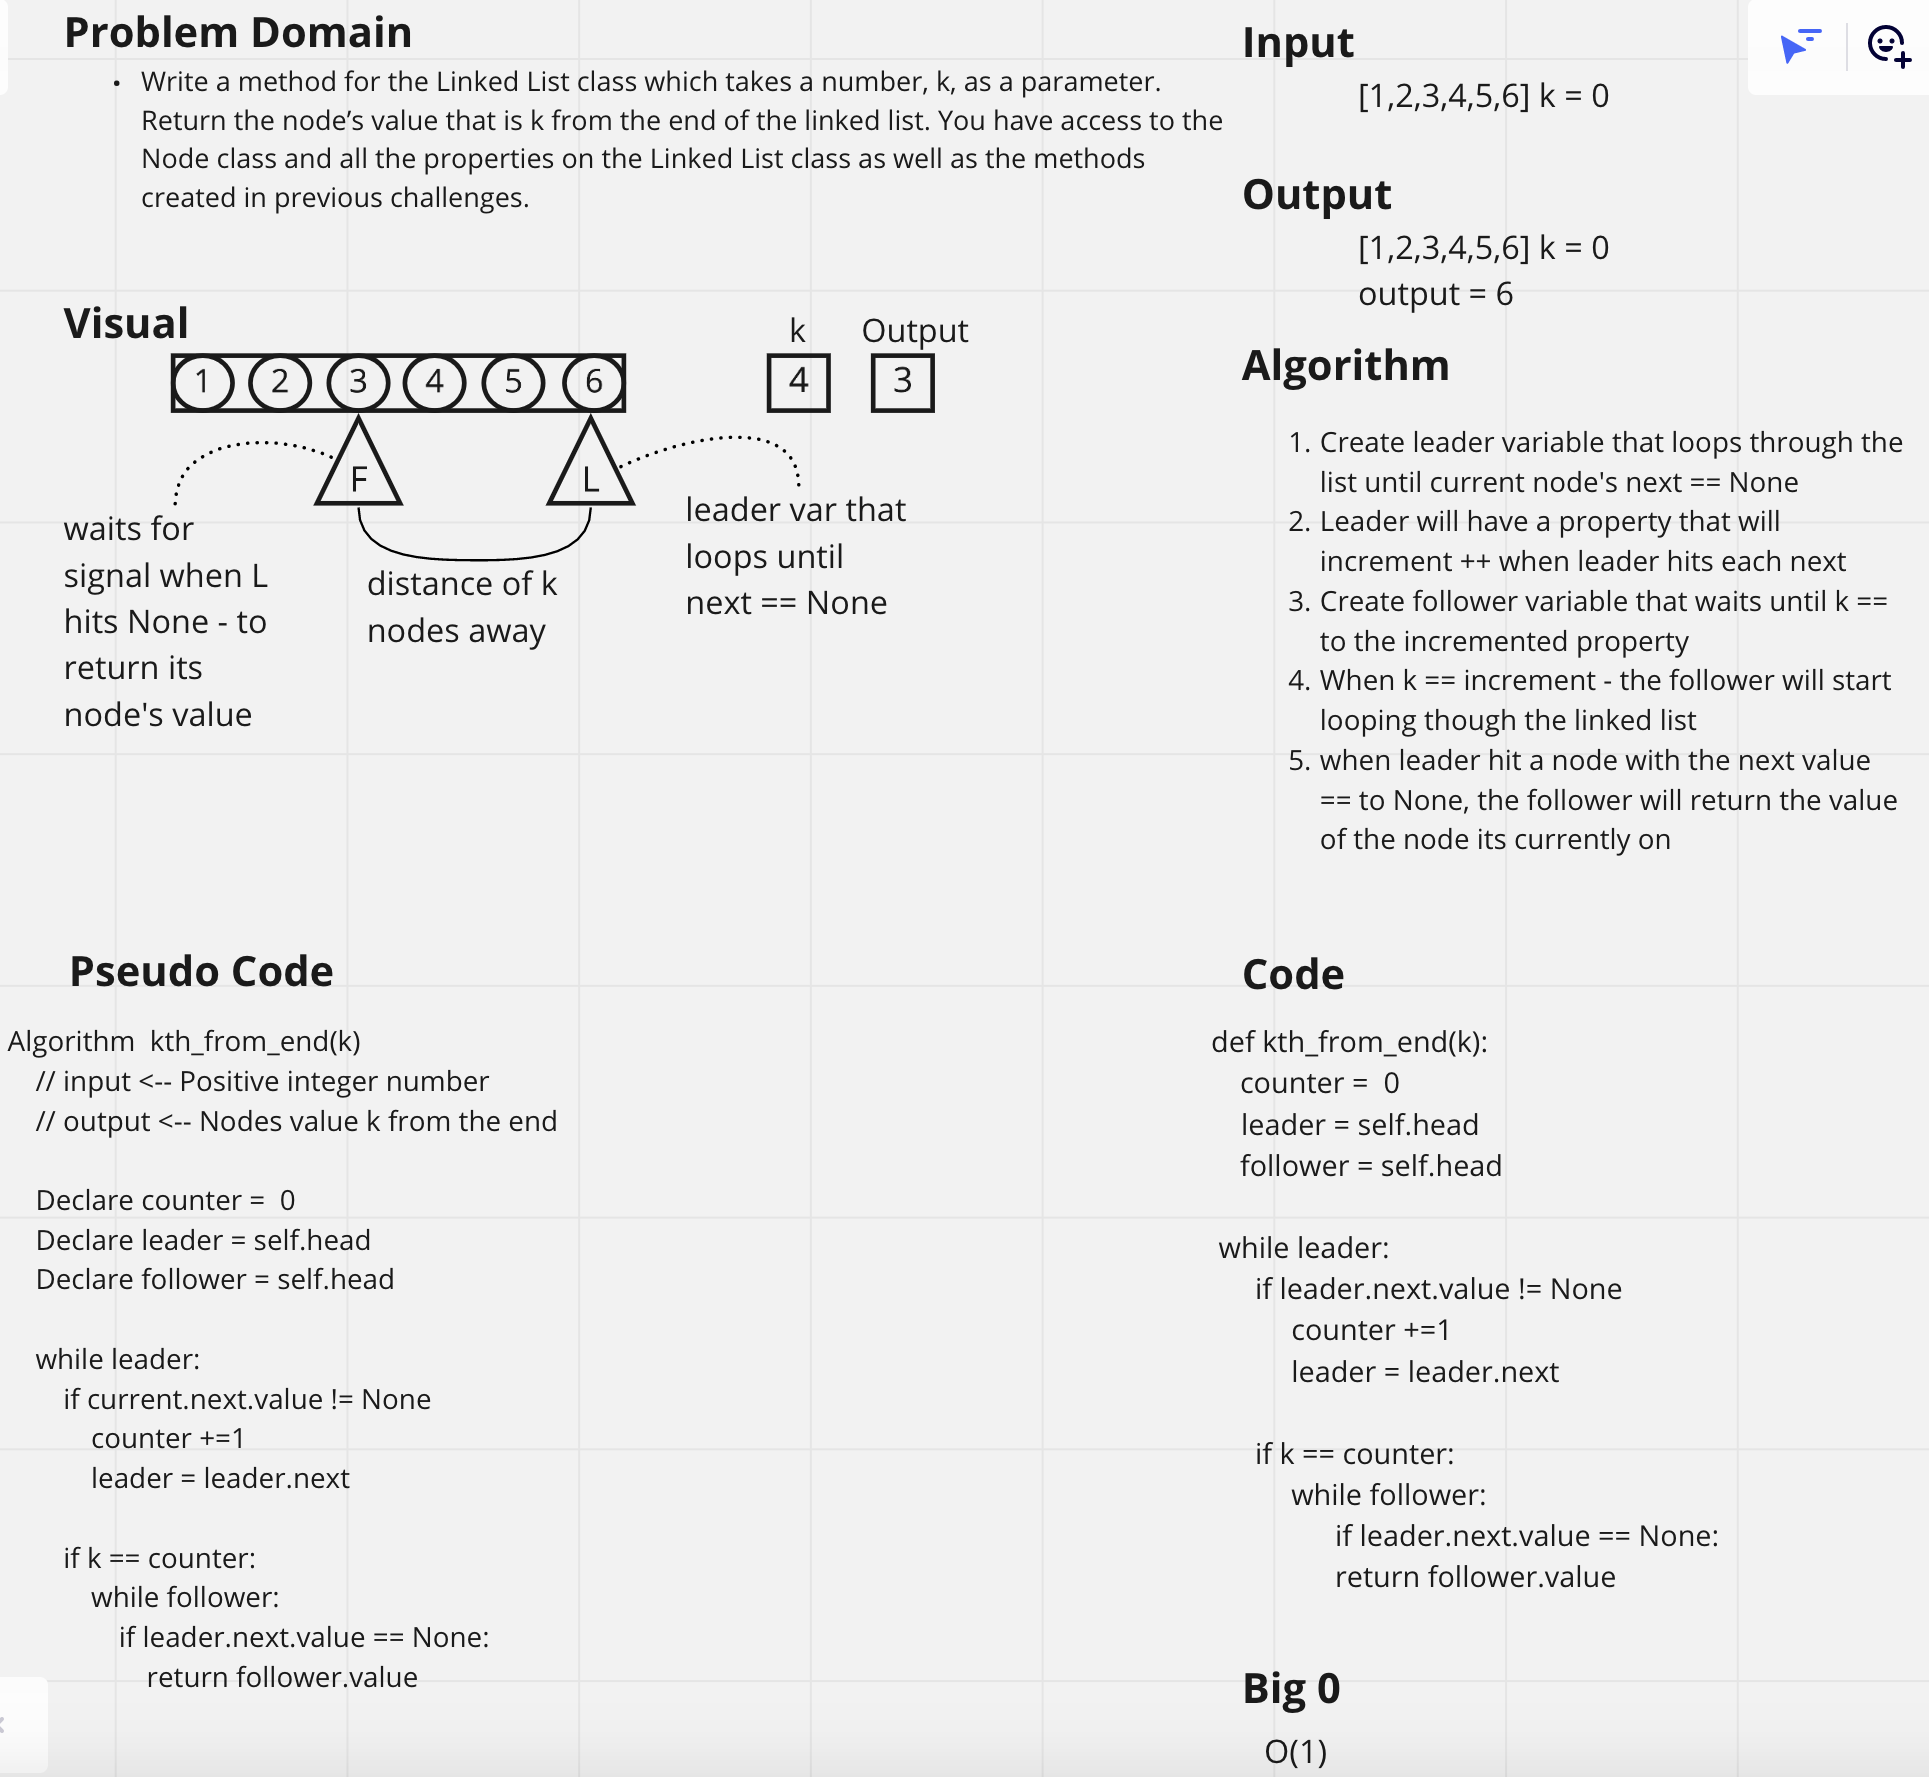 Problem Domain
• Write a method for the Linked List class which takes a number, k, as a parameter.
Return the node’s value that is k from the end of the linked list. You have access to the
Node class and all the properties on the Linked List class as well as the methods
created in previous challenges.
Input
[1,2,3,4,5,6] k = 0
Output
[1,2,3,4,5,6] k = 0
output = 6
Visual
1 2 3 4 5 6
k Output
4 3
F L
waits for
signal when L
hits None - to
return its
node's value
distance of k
nodes away
leader var that
loops until
next == None
Algorithm
1. Create leader variable that loops through the
list until current node's next == None
2. Leader will have a property that will
increment ++ when leader hits each next
3. Create follower variable that waits until k ==
to the incremented property
4. When k == increment - the follower will start
looping though the linked list
5. when leader hit a node with the next value
== to None, the follower will return the value
of the node its currently on
Pseudo Code
Algorithm kth_from_end(k)
// input <-- Positive integer number
// output <-- Nodes value k from the end
Declare counter = 0
Declare leader = self.head
Declare follower = self.head
while leader:
if current.next.value != None
counter +=1
leader = leader.next
if k == counter:
while follower:
if leader.next.value == None:
return follower.value
Code
def kth_from_end(k):
counter = 0
leader = self.head
follower = self.head
while leader:
if leader.next.value != None
counter +=1
leader = leader.next
if k == counter:
while follower:
if leader.next.value == None:
return follower.value
Big 0
O(1)